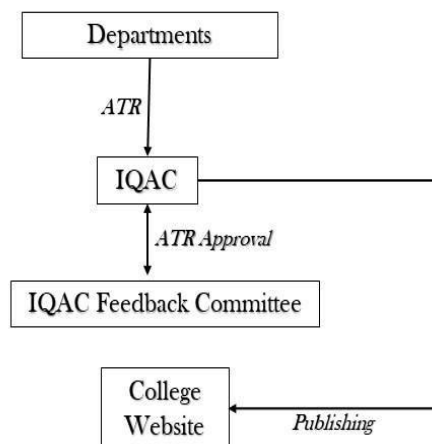 Departments
ATR
IQAC
ATR Approval
IQAC Feedback Committee
College
Website
Publishing